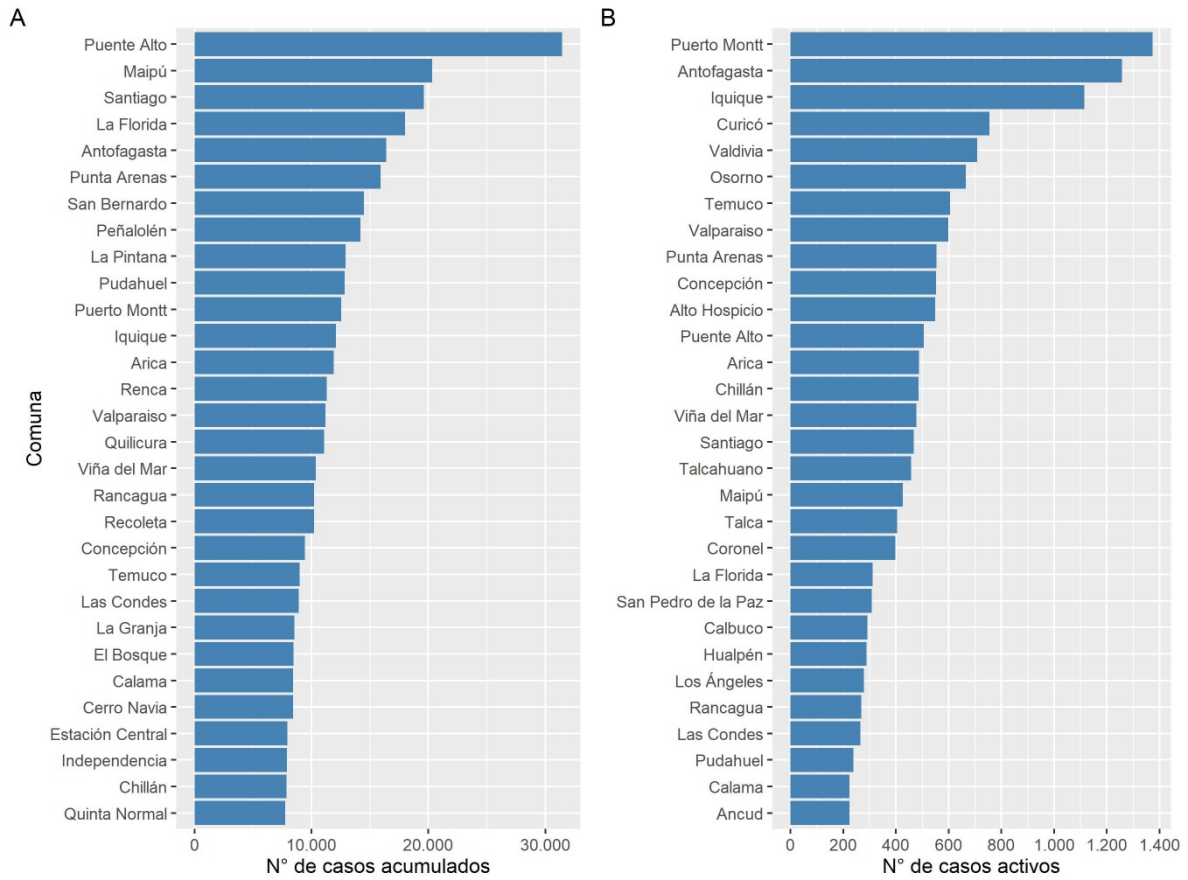 A
Puente Alto
Maipú
Santiago
La Florida
Antofagasta
Punta Arenas
San Bernardo
Peñalolén
La Pintana
Pudahuel
Puerto Montt
Iquique
Arica
Renca
Valparaiso
Quilicura
Viña del Mar
Rancagua
Recoleta
Concepción
Temuco
Las Condes
La Granja
El Bosque
Calama
Cerro Navia
Estación Central
Independencia
Chillán
Quinta Normal
Comuna
0 10.000 20.000 30.000
N° de casos acumulados
B
Puerto Montt
Antofagasta
Iquique
Curicó
Valdivia
Osorno
Temuco
Valparaiso
Punta Arenas
Concepción
Alto Hospicio
Puente Alto
Arica
Chillán
Viña del Mar
Santiago
Talcahuano
Maipú
Talca
Coronel
La Florida
San Pedro de la Paz
Calbuco
Hualpén
Los Ángeles
Rancagua
Las Condes
Pudahuel
Calama
Ancud
0 200 400 600 800 1.000 1.200 1.400
N° de casos activos